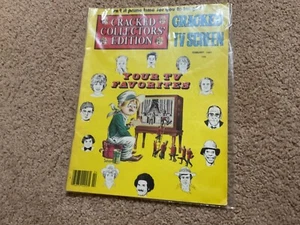 CRACKED
COLLECTORS'
EDITION
CRACKED
TV SCREEN
YOUR TV
FAVORITES